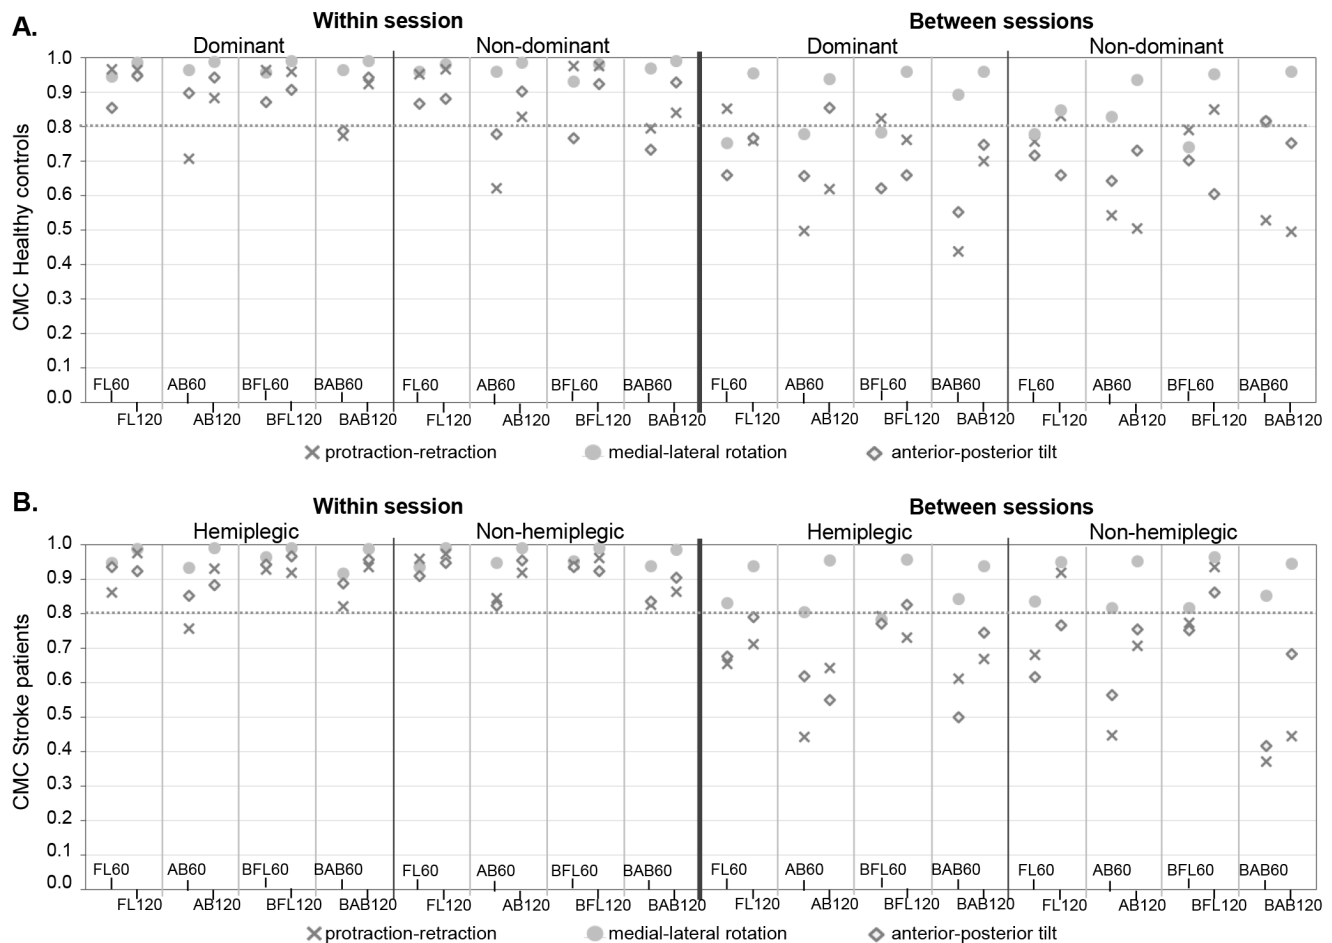 A.
Within session Between sessions
Dominant Non-dominant Dominant Non-dominant
CMC Healthy controls
1.0
0.9
0.8
0.7
0.6
0.5
0.4
0.3
0.2
0.1
0.0
FL60 AB60 BFL60 BAB60 FL60 AB60 BFL60 BAB60 FL60 AB60 BFL60 BAB60 FL60 AB60 BFL60 BAB60
FL120 AB120 BFL120 BAB120 FL120 AB120 BFL120 BAB120 FL120 AB120 BFL120 BAB120 FL120 AB120 BFL120 BAB120
protraction-retraction medial-lateral rotation anterior-posterior tilt
B.
Within session Between sessions
Hemiplegic Non-hemiplegic Hemiplegic Non-hemiplegic
CMC Stroke patients
1.0
0.9
0.8
0.7
0.6
0.5
0.4
0.3
0.2
0.1
0.0
FL60 AB60 BFL60 BAB60 FL60 AB60 BFL60 BAB60 FL60 AB60 BFL60 BAB60 FL60 AB60 BFL60 BAB60
FL120 AB120 BFL120 BAB120 FL120 AB120 BFL120 BAB120 FL120 AB120 BFL120 BAB120 FL120 AB120 BFL120 BAB120
protraction-retraction medial-lateral rotation anterior-posterior tilt